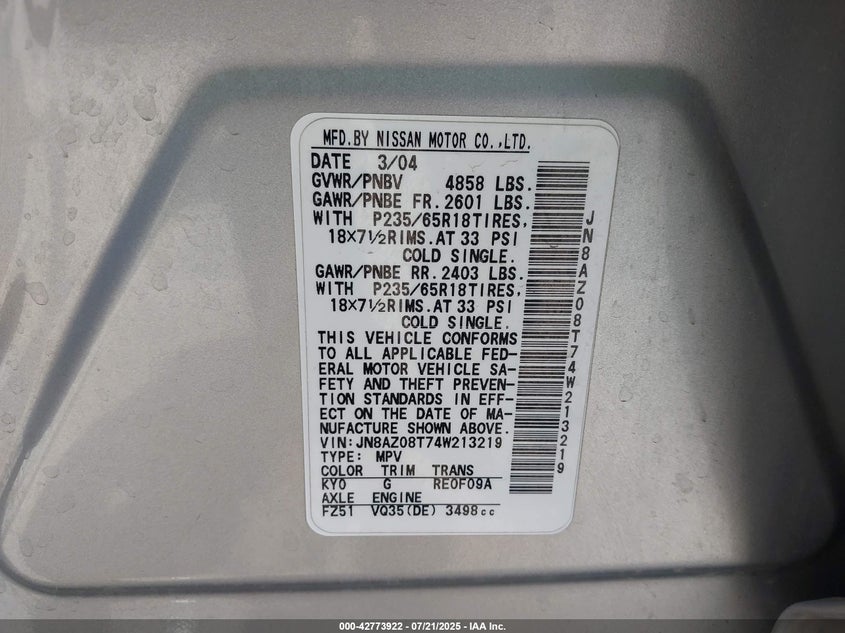 MFD.BY NISSAN MOTOR CO.,LTD.
DATE 3/04
GVWR/PNBV 4858 LBS.
GAWR/PNBE FR.2601 LBS.
WITH P235/65R18TIRES,
18×7½RIMS.AT 33 PSI
COLD SINGLE.
GAWR/PNBE RR.2403 LBS.
WITH P235/65R18TIRES,
18×7½RIMS.AT 33 PSI
COLD SINGLE.
THIS VEHICLE CONFORMS
TO ALL APPLICABLE FED-
ERAL MOTOR VEHICLE SA-
FETY AND THEFT PREVEN-
TION STANDARDS IN EFF-
ECT ON THE DATE OF MA-
NUFACTURE SHOWN ABOVE.
VIN:JN8AZ08T74W213219
TYPE: MPV
COLOR TRIM TRANS
KY0 G RE0F09A
AXLE ENGINE
FZ51 VQ35(DE) 3498cc
JN8AZ08T74W213219
000-42773922 - 07/21/2025 - IAA Inc.